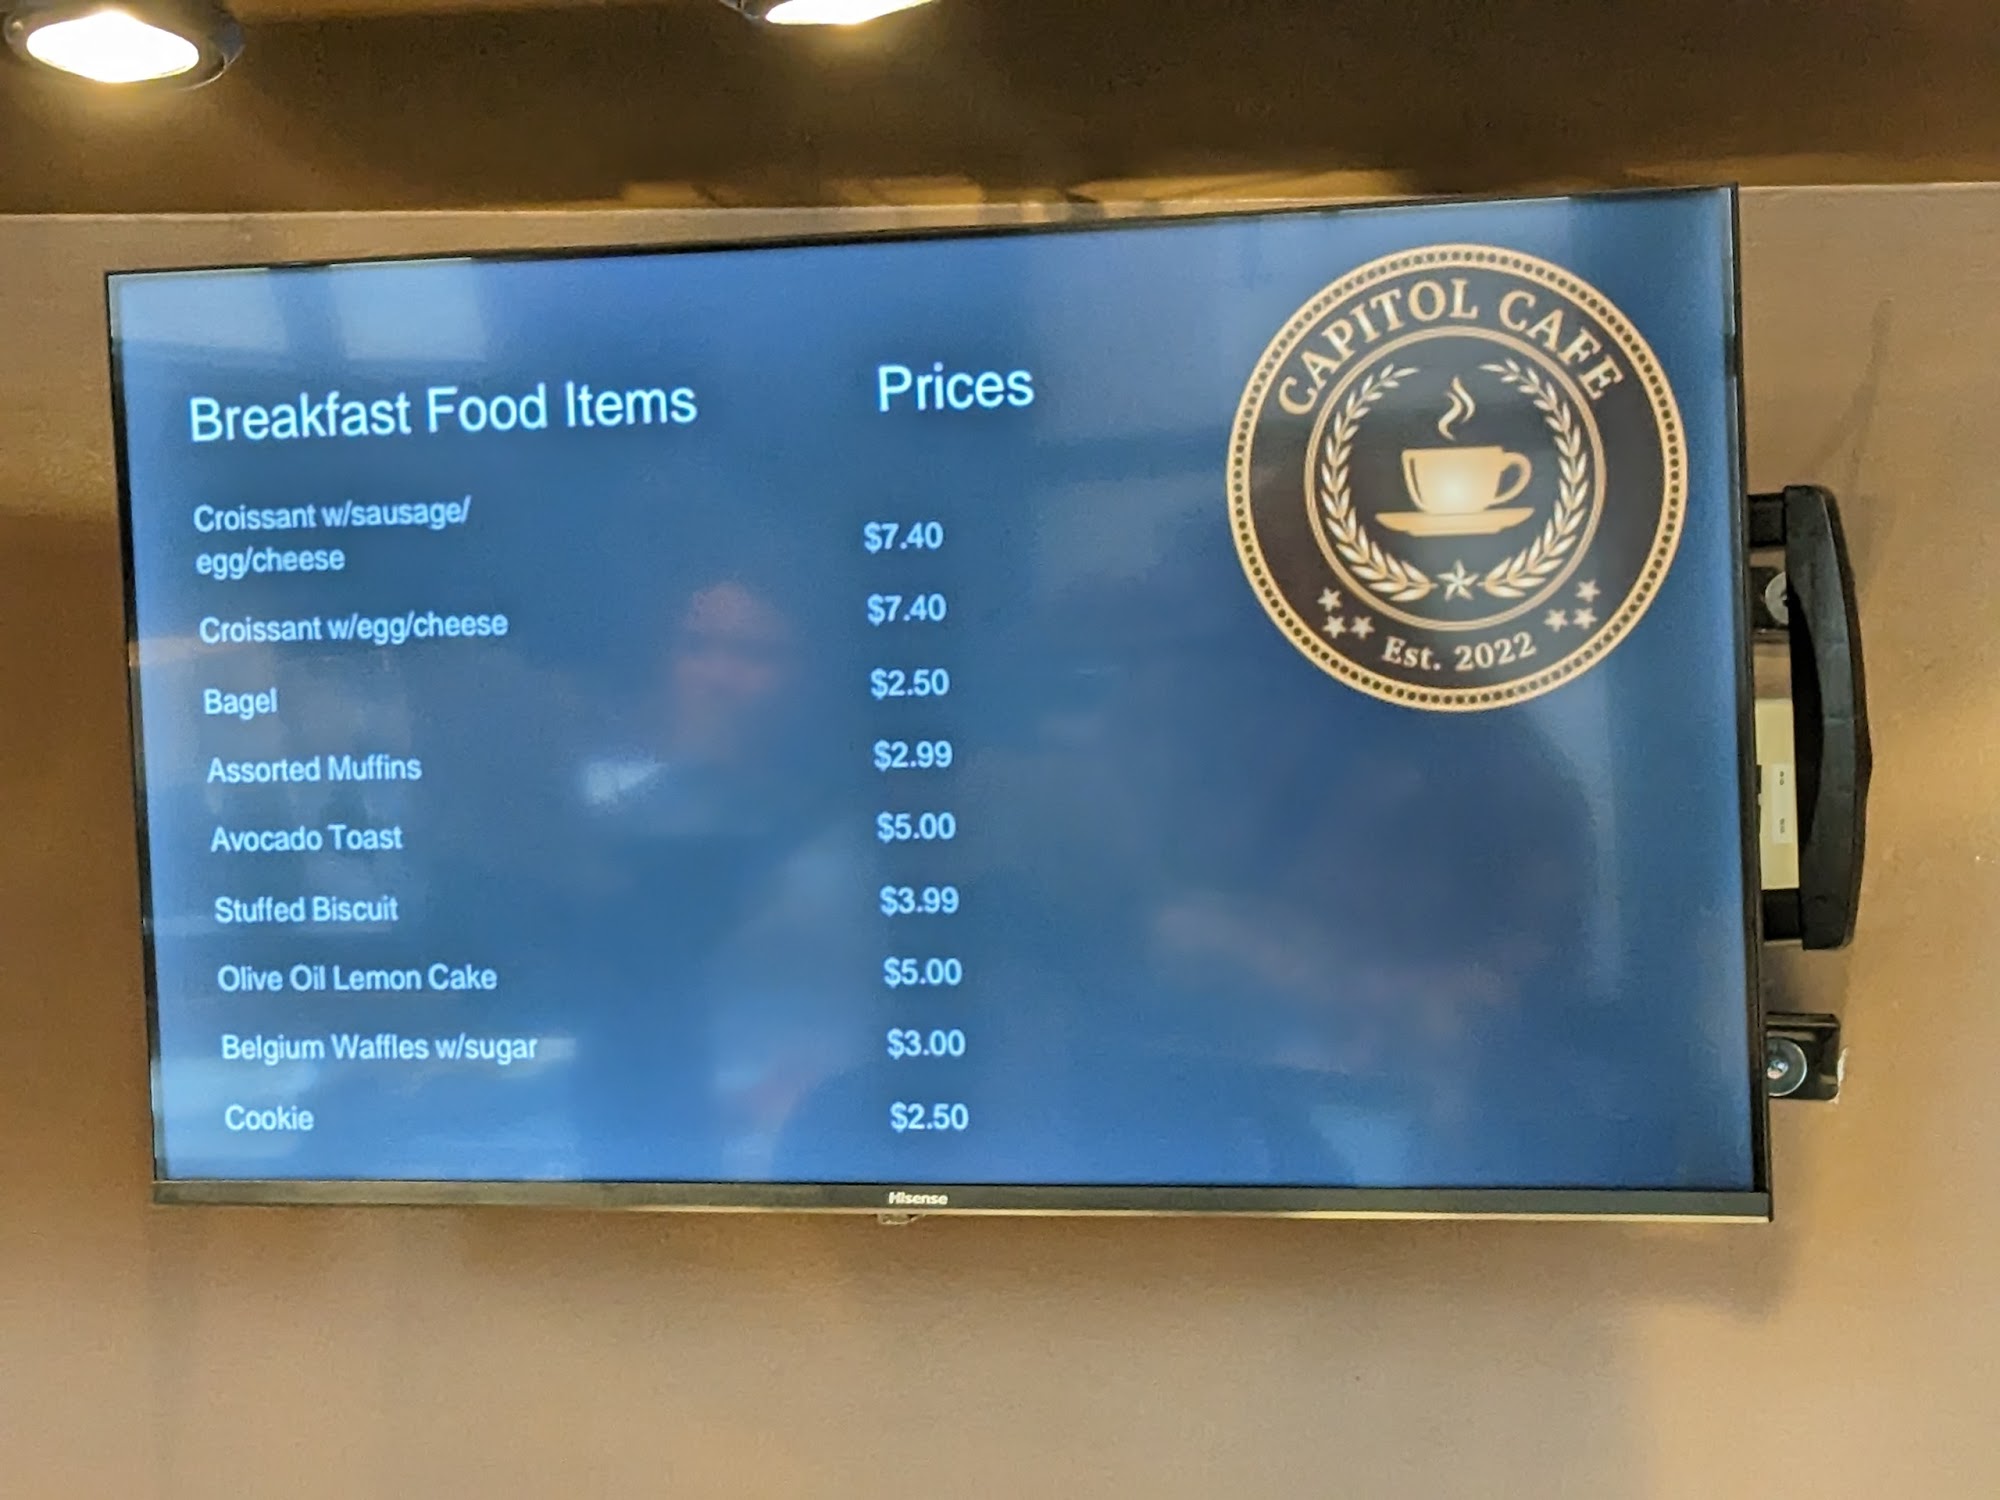 Breakfast Food Items Prices
Croissant w/sausage/
egg/cheese $7.40
Croissant w/egg/cheese $7.40
Bagel $2.50
Assorted Muffins $2.99
Avocado Toast $5.00
Stuffed Biscuit $3.99
Olive Oil Lemon Cake $5.00
Belgium Waffles w/sugar $3.00
Cookie $2.50
CAPITOL CAFE
Est. 2022
Hisense